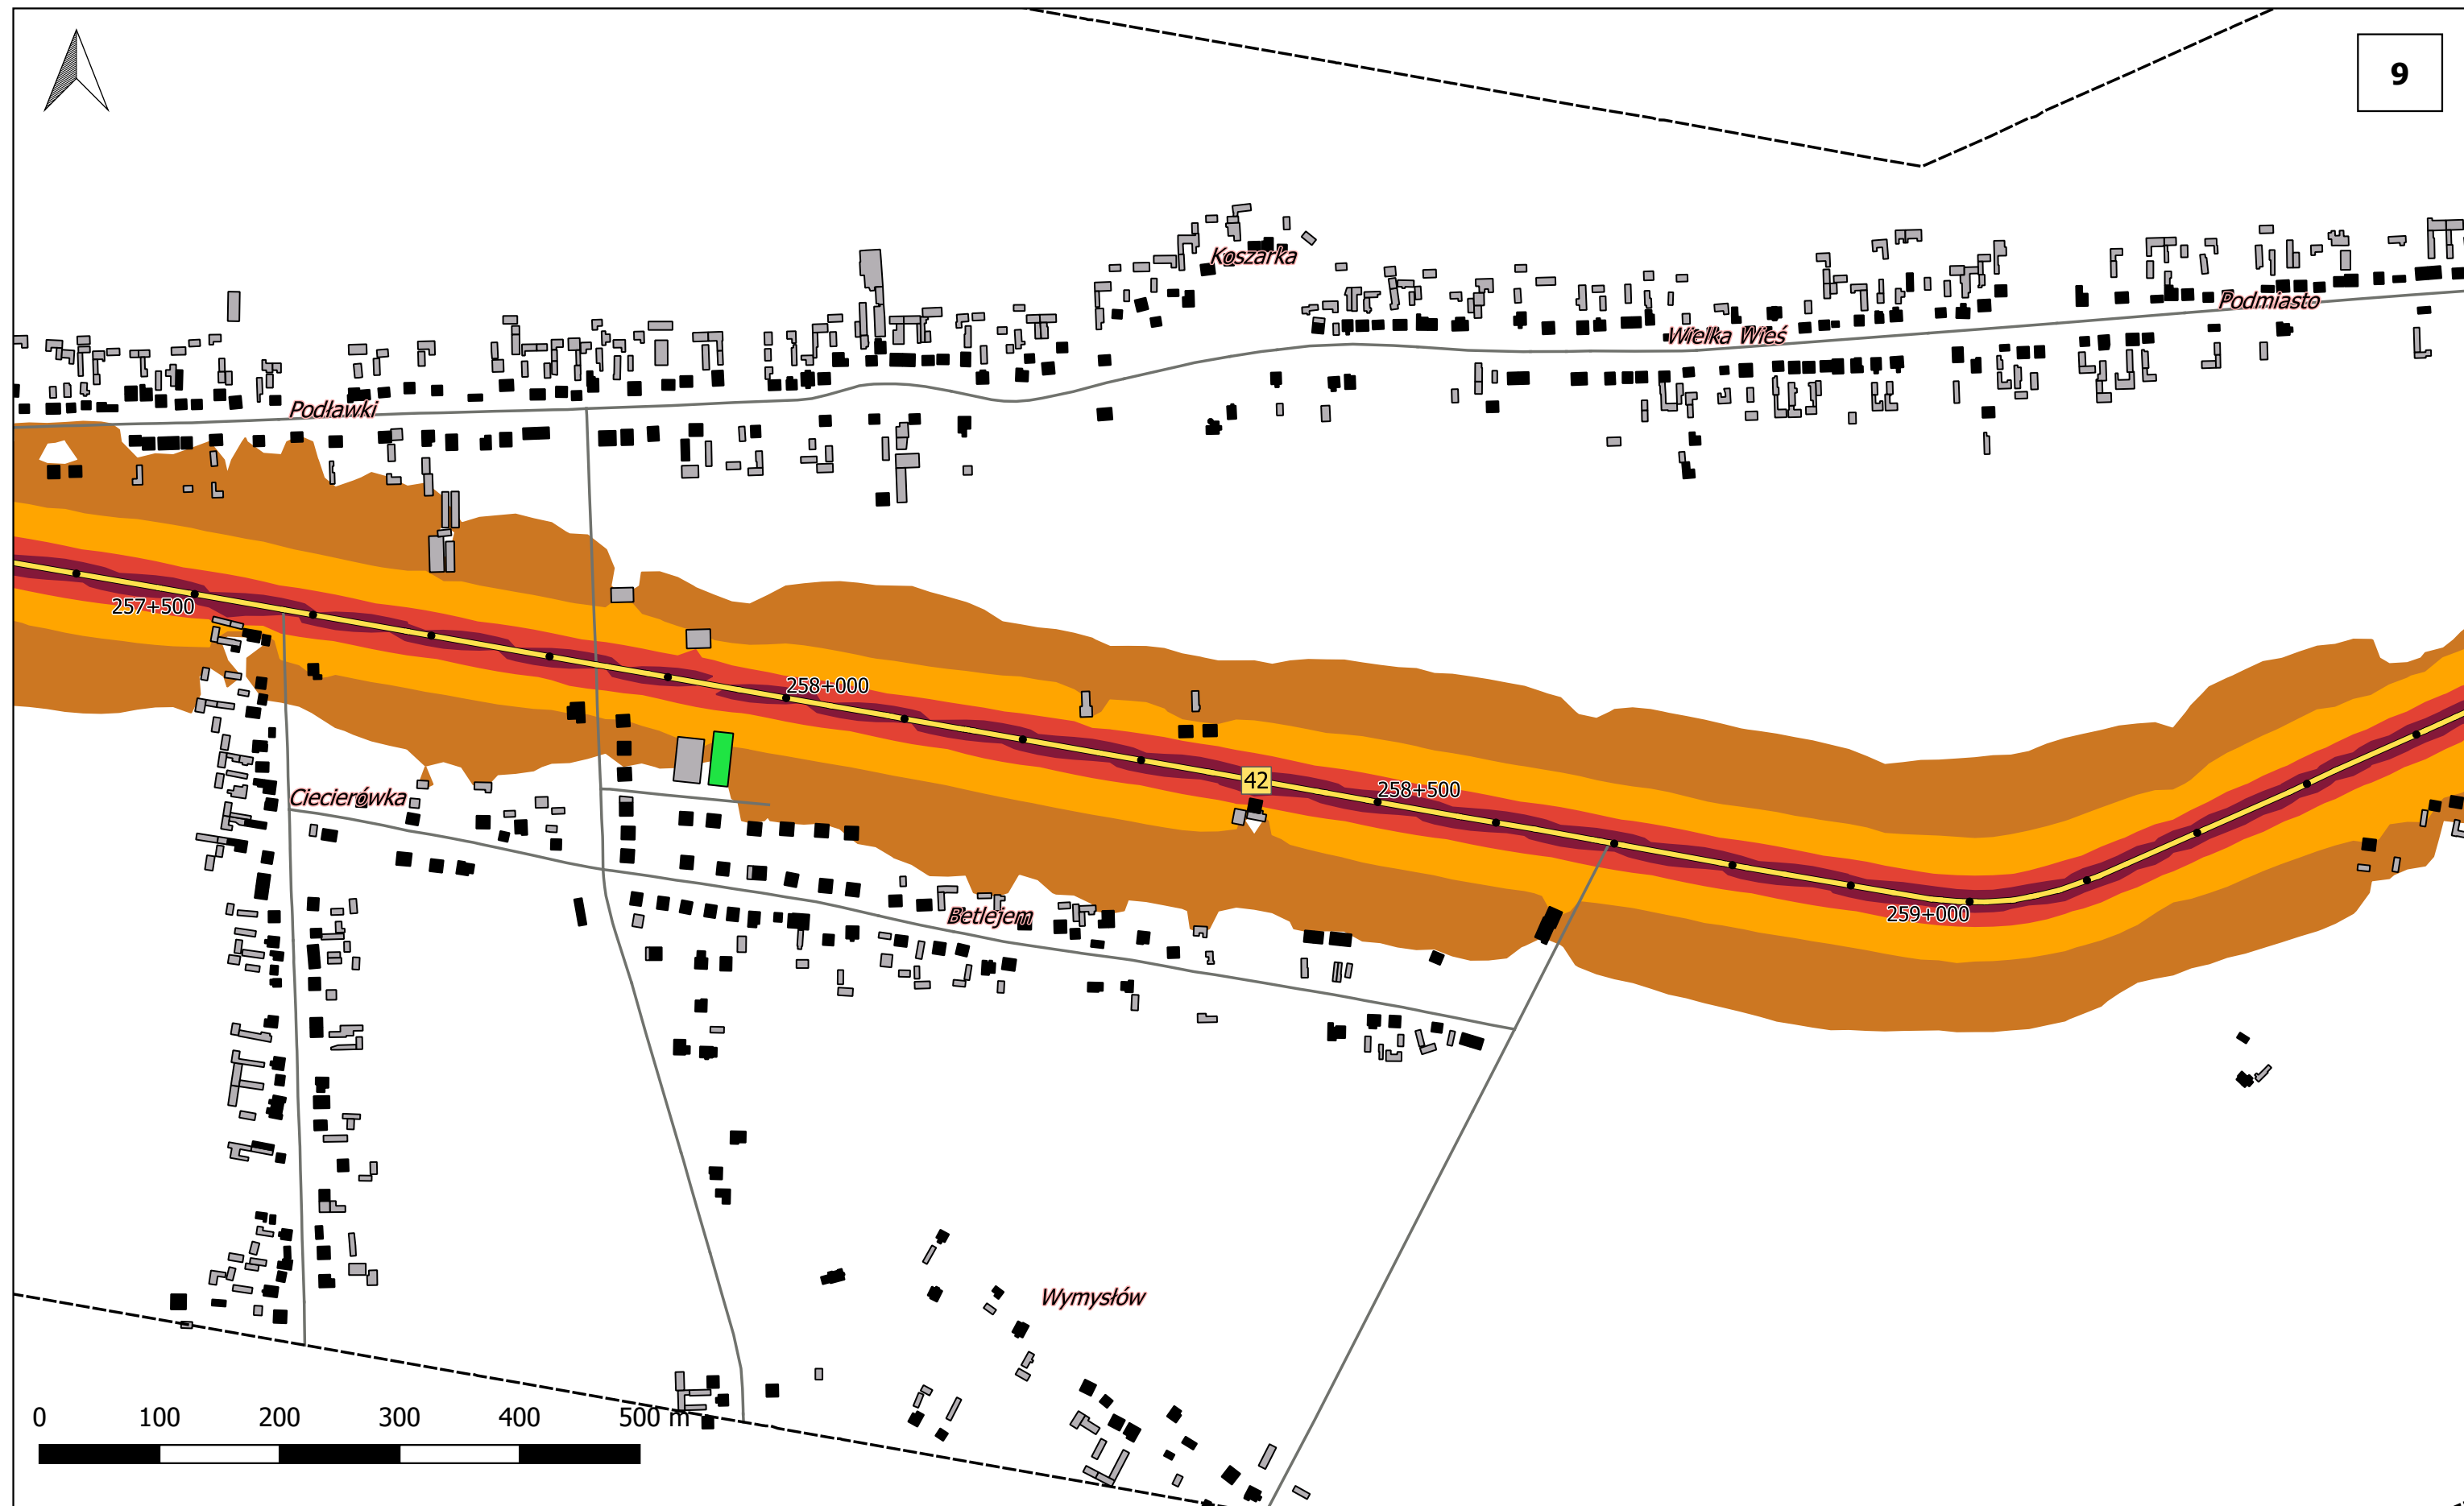 9
Koszarka
Podmiasto
Wielka Wieś
Podławki
257+500
258+000
42
258+500
Ciecierówka
259+000
Betlejem
Wymysłów
0 100 200 300 400 500 m